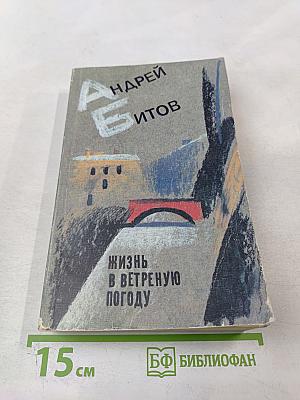 АНДРЕЙ
БИТОВ
ЖИЗНЬ
В ВЕТРЕНУЮ
ПОГОДУ
15 см
БФ БИБЛИОФАН